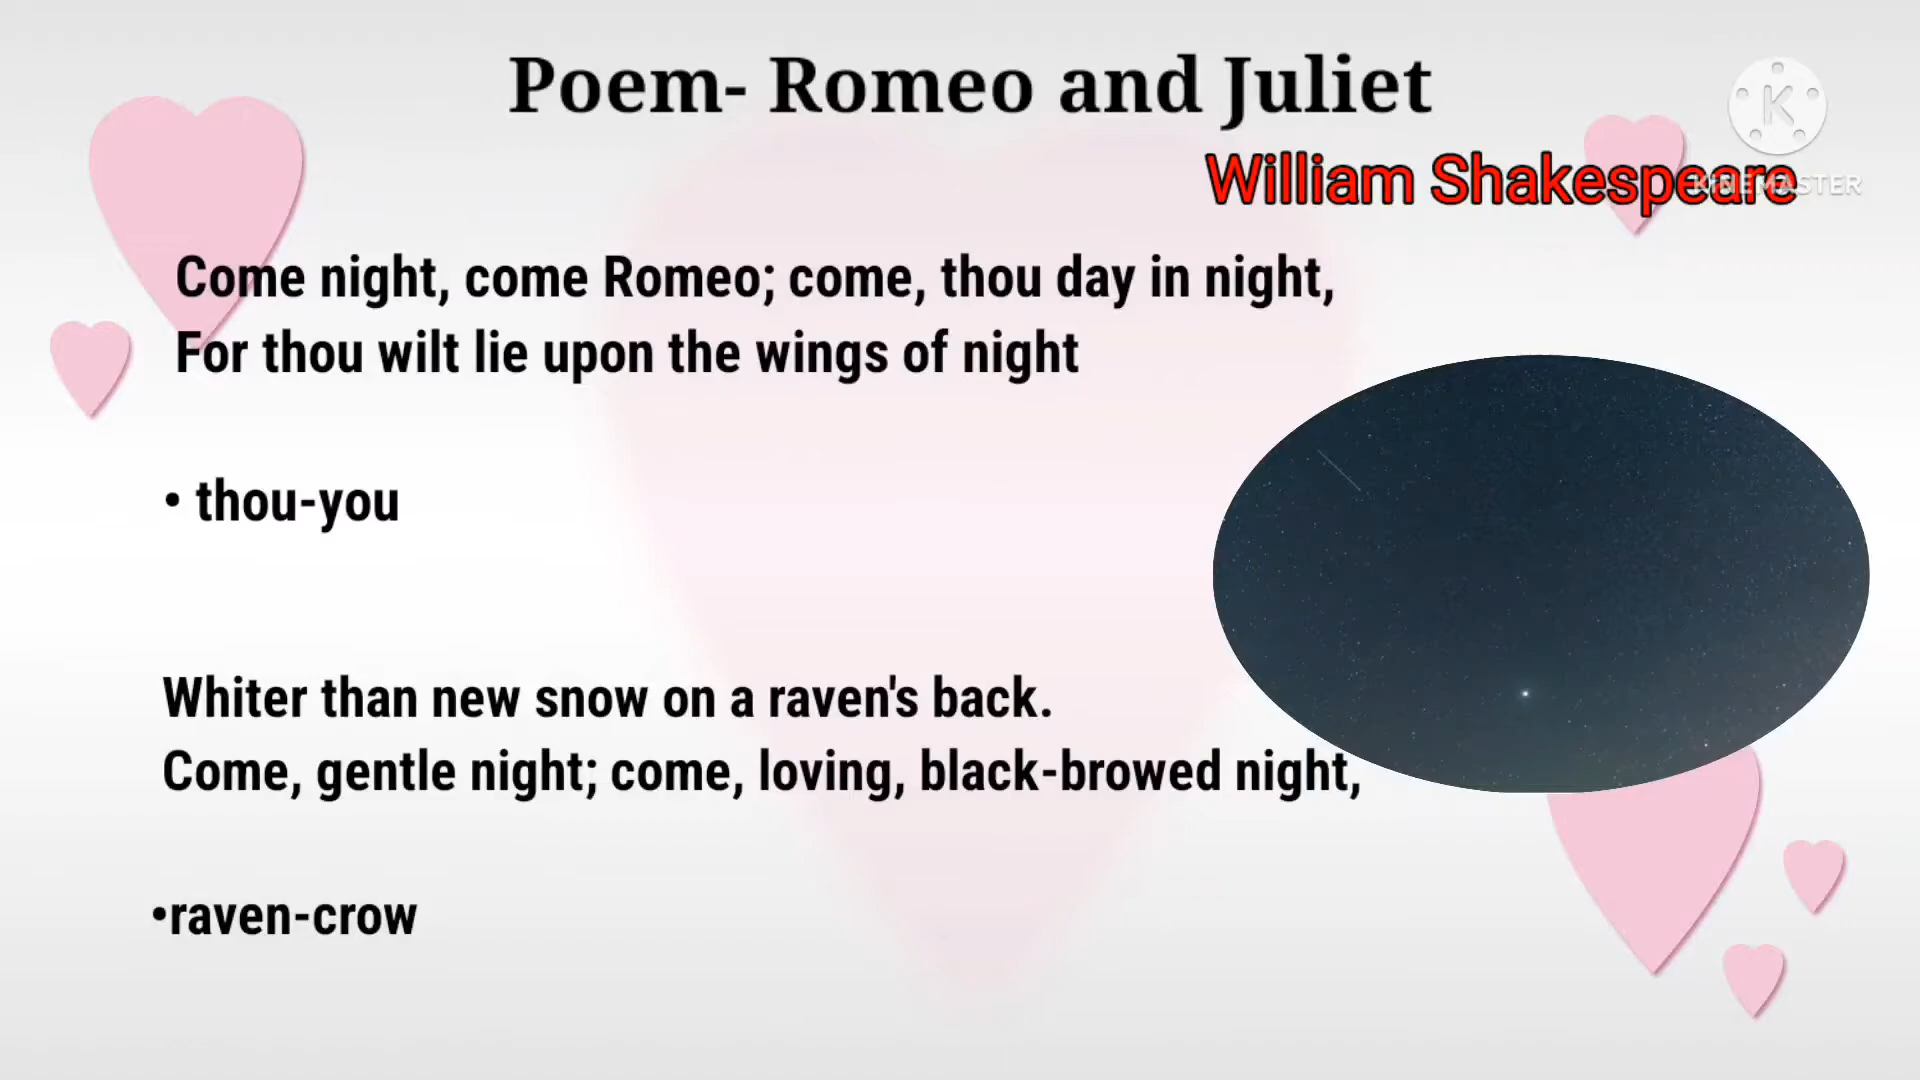 Poem- Romeo and Juliet
William Shakespeare
KINEMASTER
Come night, come Romeo; come, thou day in night,
For thou wilt lie upon the wings of night
• thou-you
Whiter than new snow on a raven's back.
Come, gentle night; come, loving, black-browed night,
•raven-crow